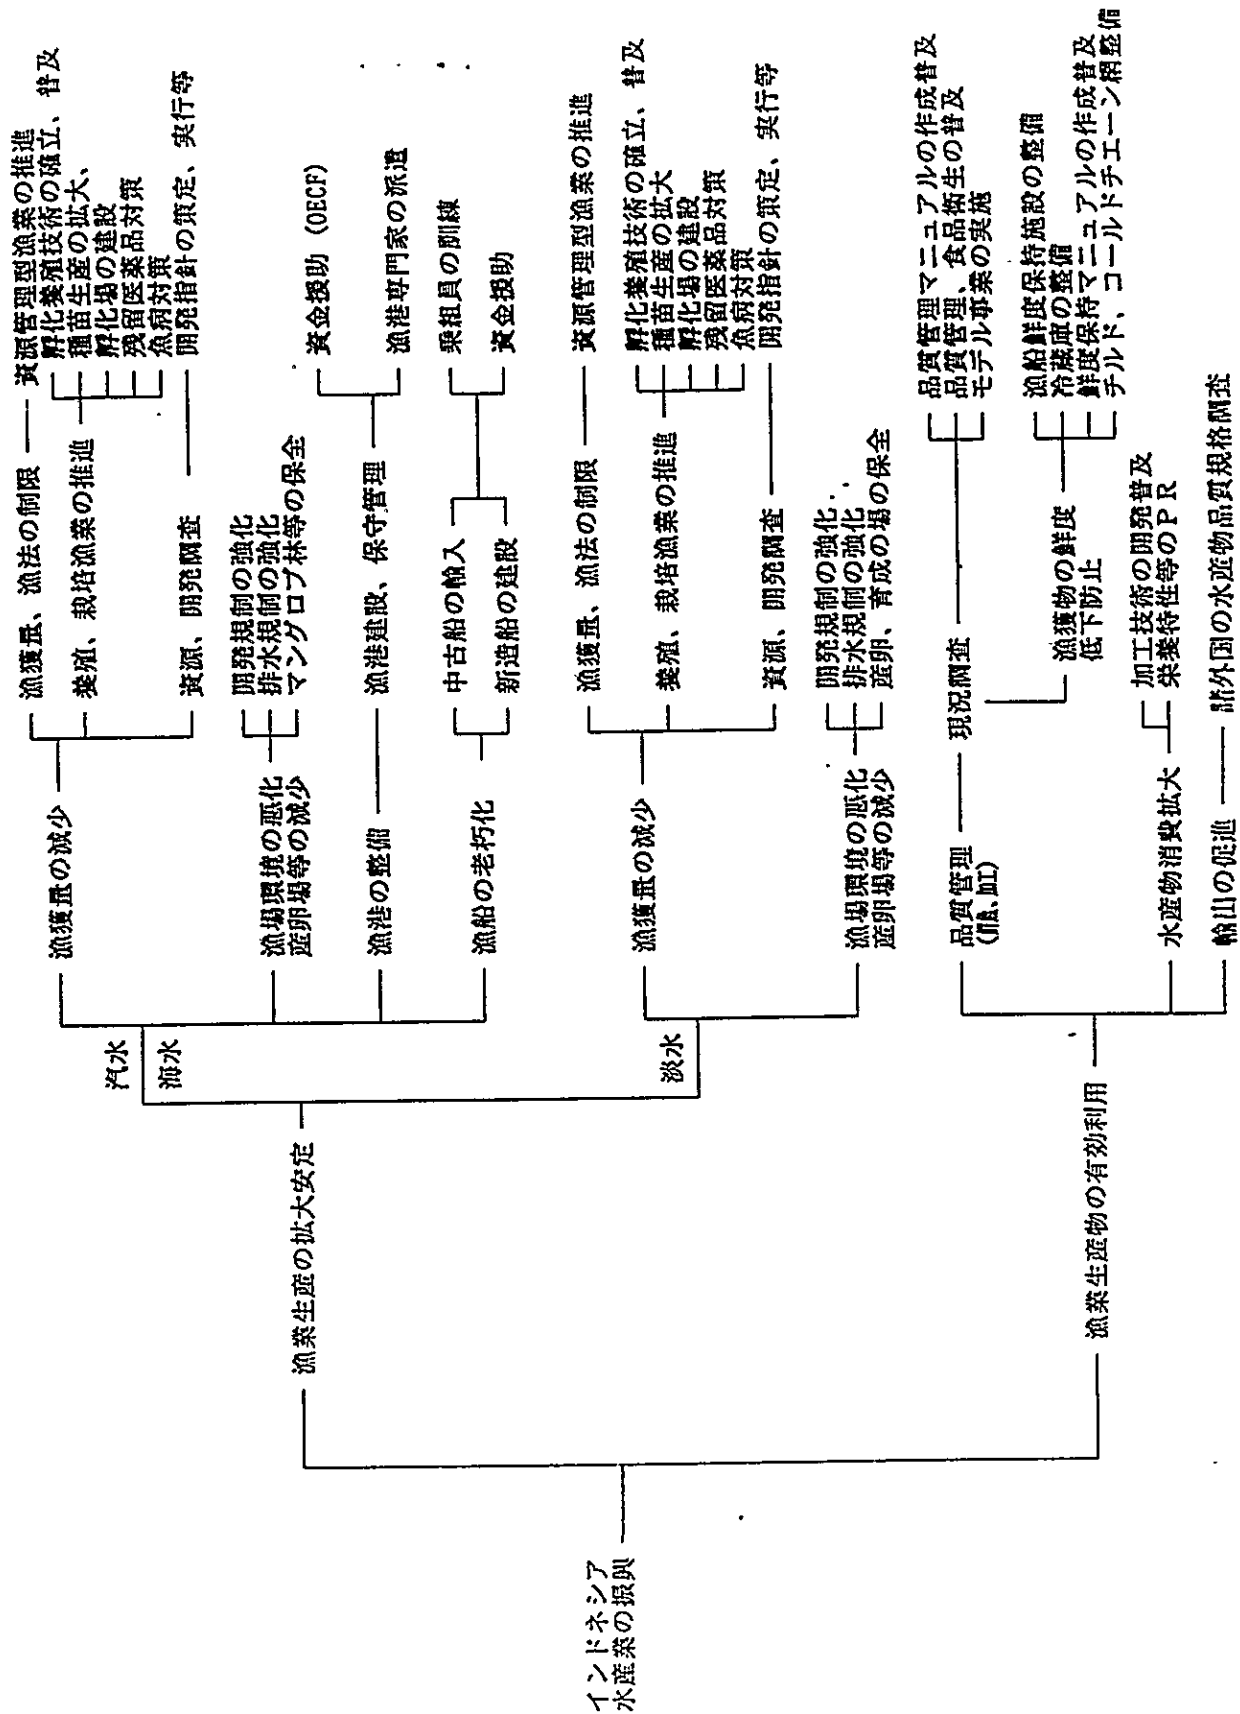 インドネシア
水産業の振興
漁業生産の拡大安定
汽水
海水
漁獲量の減少
漁獲量、漁法の制限
資源管理型漁業の推進
養殖、栽培漁業の推進
孵化養殖技術の確立、普及
種苗生産の拡大、
孵化場の建設
残留医薬品対策
魚病対策
資源、開発調査
開発指針の策定、実行等
漁場環境の悪化
産卵場等の減少
開発規制の強化
排水規制の強化
マングロブ林等の保全
漁港の整備
漁港建設、保守管理
資金援助(OECF)
漁港専門家の派遣
漁船の老朽化
中古船の輸入
新造船の建設
乗組員の訓練
資金援助
淡水
漁獲量の減少
漁獲量、漁法の制限
資源管理型漁業の推進
養殖、栽培漁業の推進
孵化養殖技術の確立、普及
種苗生産の拡大
孵化場の建設
残留医薬品対策
魚病対策
資源、開発調査
開発指針の策定、実行等
漁場環境の悪化
産卵場等の減少
開発規制の強化
排水規制の強化
産卵、育成の場の保全
漁業生産物の有効利用
品質管理
加工)
現況調査
品質管理マニュアルの作成普及
品質管理、食品衛生の普及
モデル事業の実施
漁獲物の鮮度
低下防止
漁船鮮度保持施設の整備
冷蔵庫の整備
鮮度保持マニュアルの作成普及
チルド、コールドチエーン網整備
水産物消費拡大
加工技術の開発普及
栄養特性等のPR
輸出の促進
諸外国の水産物品質規格調査